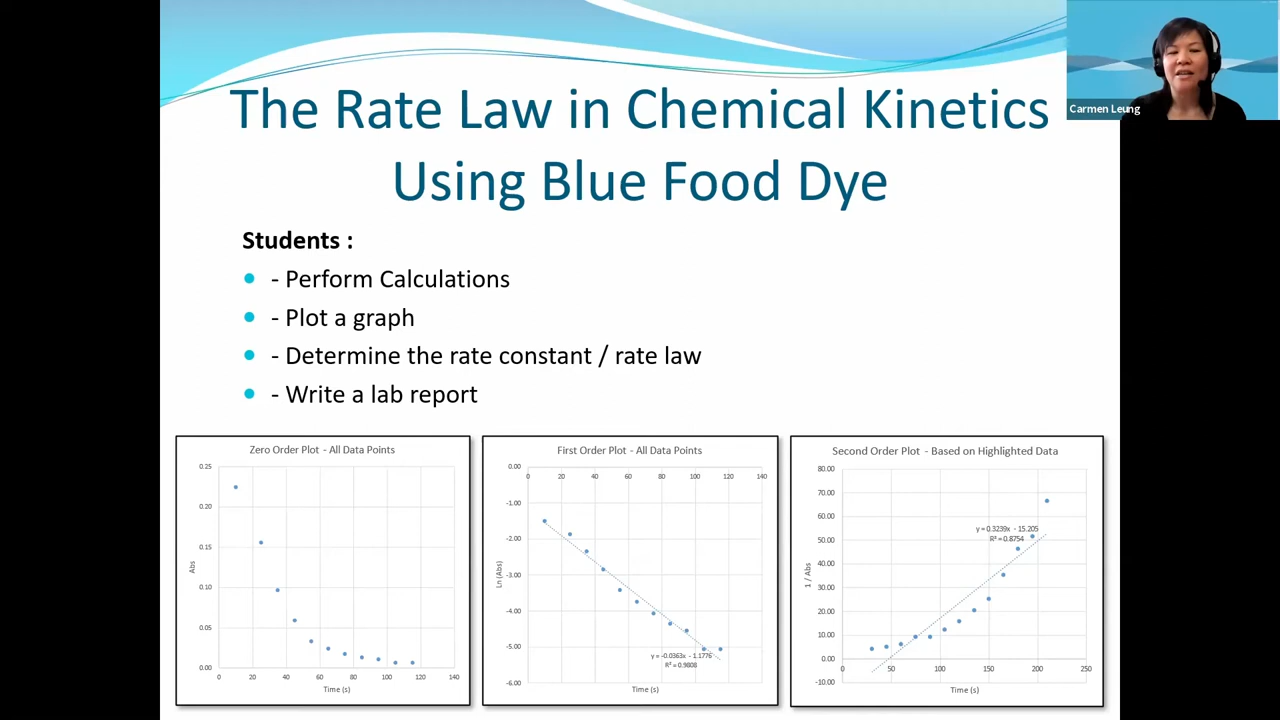 The Rate Law in Chemical Kinetics
Using Blue Food Dye
Carmen Leung
Students :
- Perform Calculations
- Plot a graph
- Determine the rate constant / rate law
- Write a lab report
Zero Order Plot - All Data Points
0.25
0.20
0.15
0.10
0.05
0.00
0 20 40 60 80 100 120 140
Abs
Time (s)
First Order Plot - All Data Points
0.00
0 20 40 60 80 100 120 140
-1.00
-2.00
-3.00
-4.00
-5.00
-6.00
Ln (Abs)
y = -0.0363x - 1.1776
R² = 0.9808
Time (s)
Second Order Plot - Based on Highlighted Data
80.00
70.00
60.00
50.00
40.00
30.00
20.00
10.00
0.00
-10.00
0 50 100 150 200 250
1 / Abs
y = 0.3239x - 15.205
R² = 0.8754
Time (s)